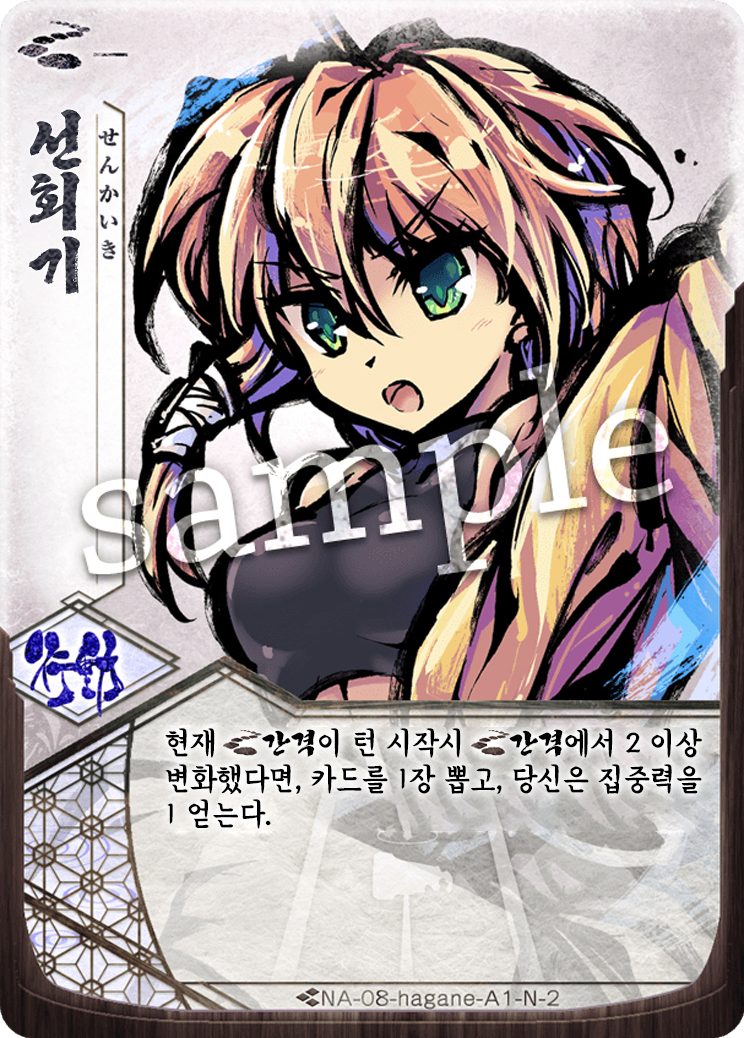 선회기
せんかいき
sample
行動
현재 간격이 턴 시작시 간격에서 2 이상
변화했다면, 카드를 1장 뽑고, 당신은 집중력을
1 얻는다.
NA-08-hagane-A1-N-2